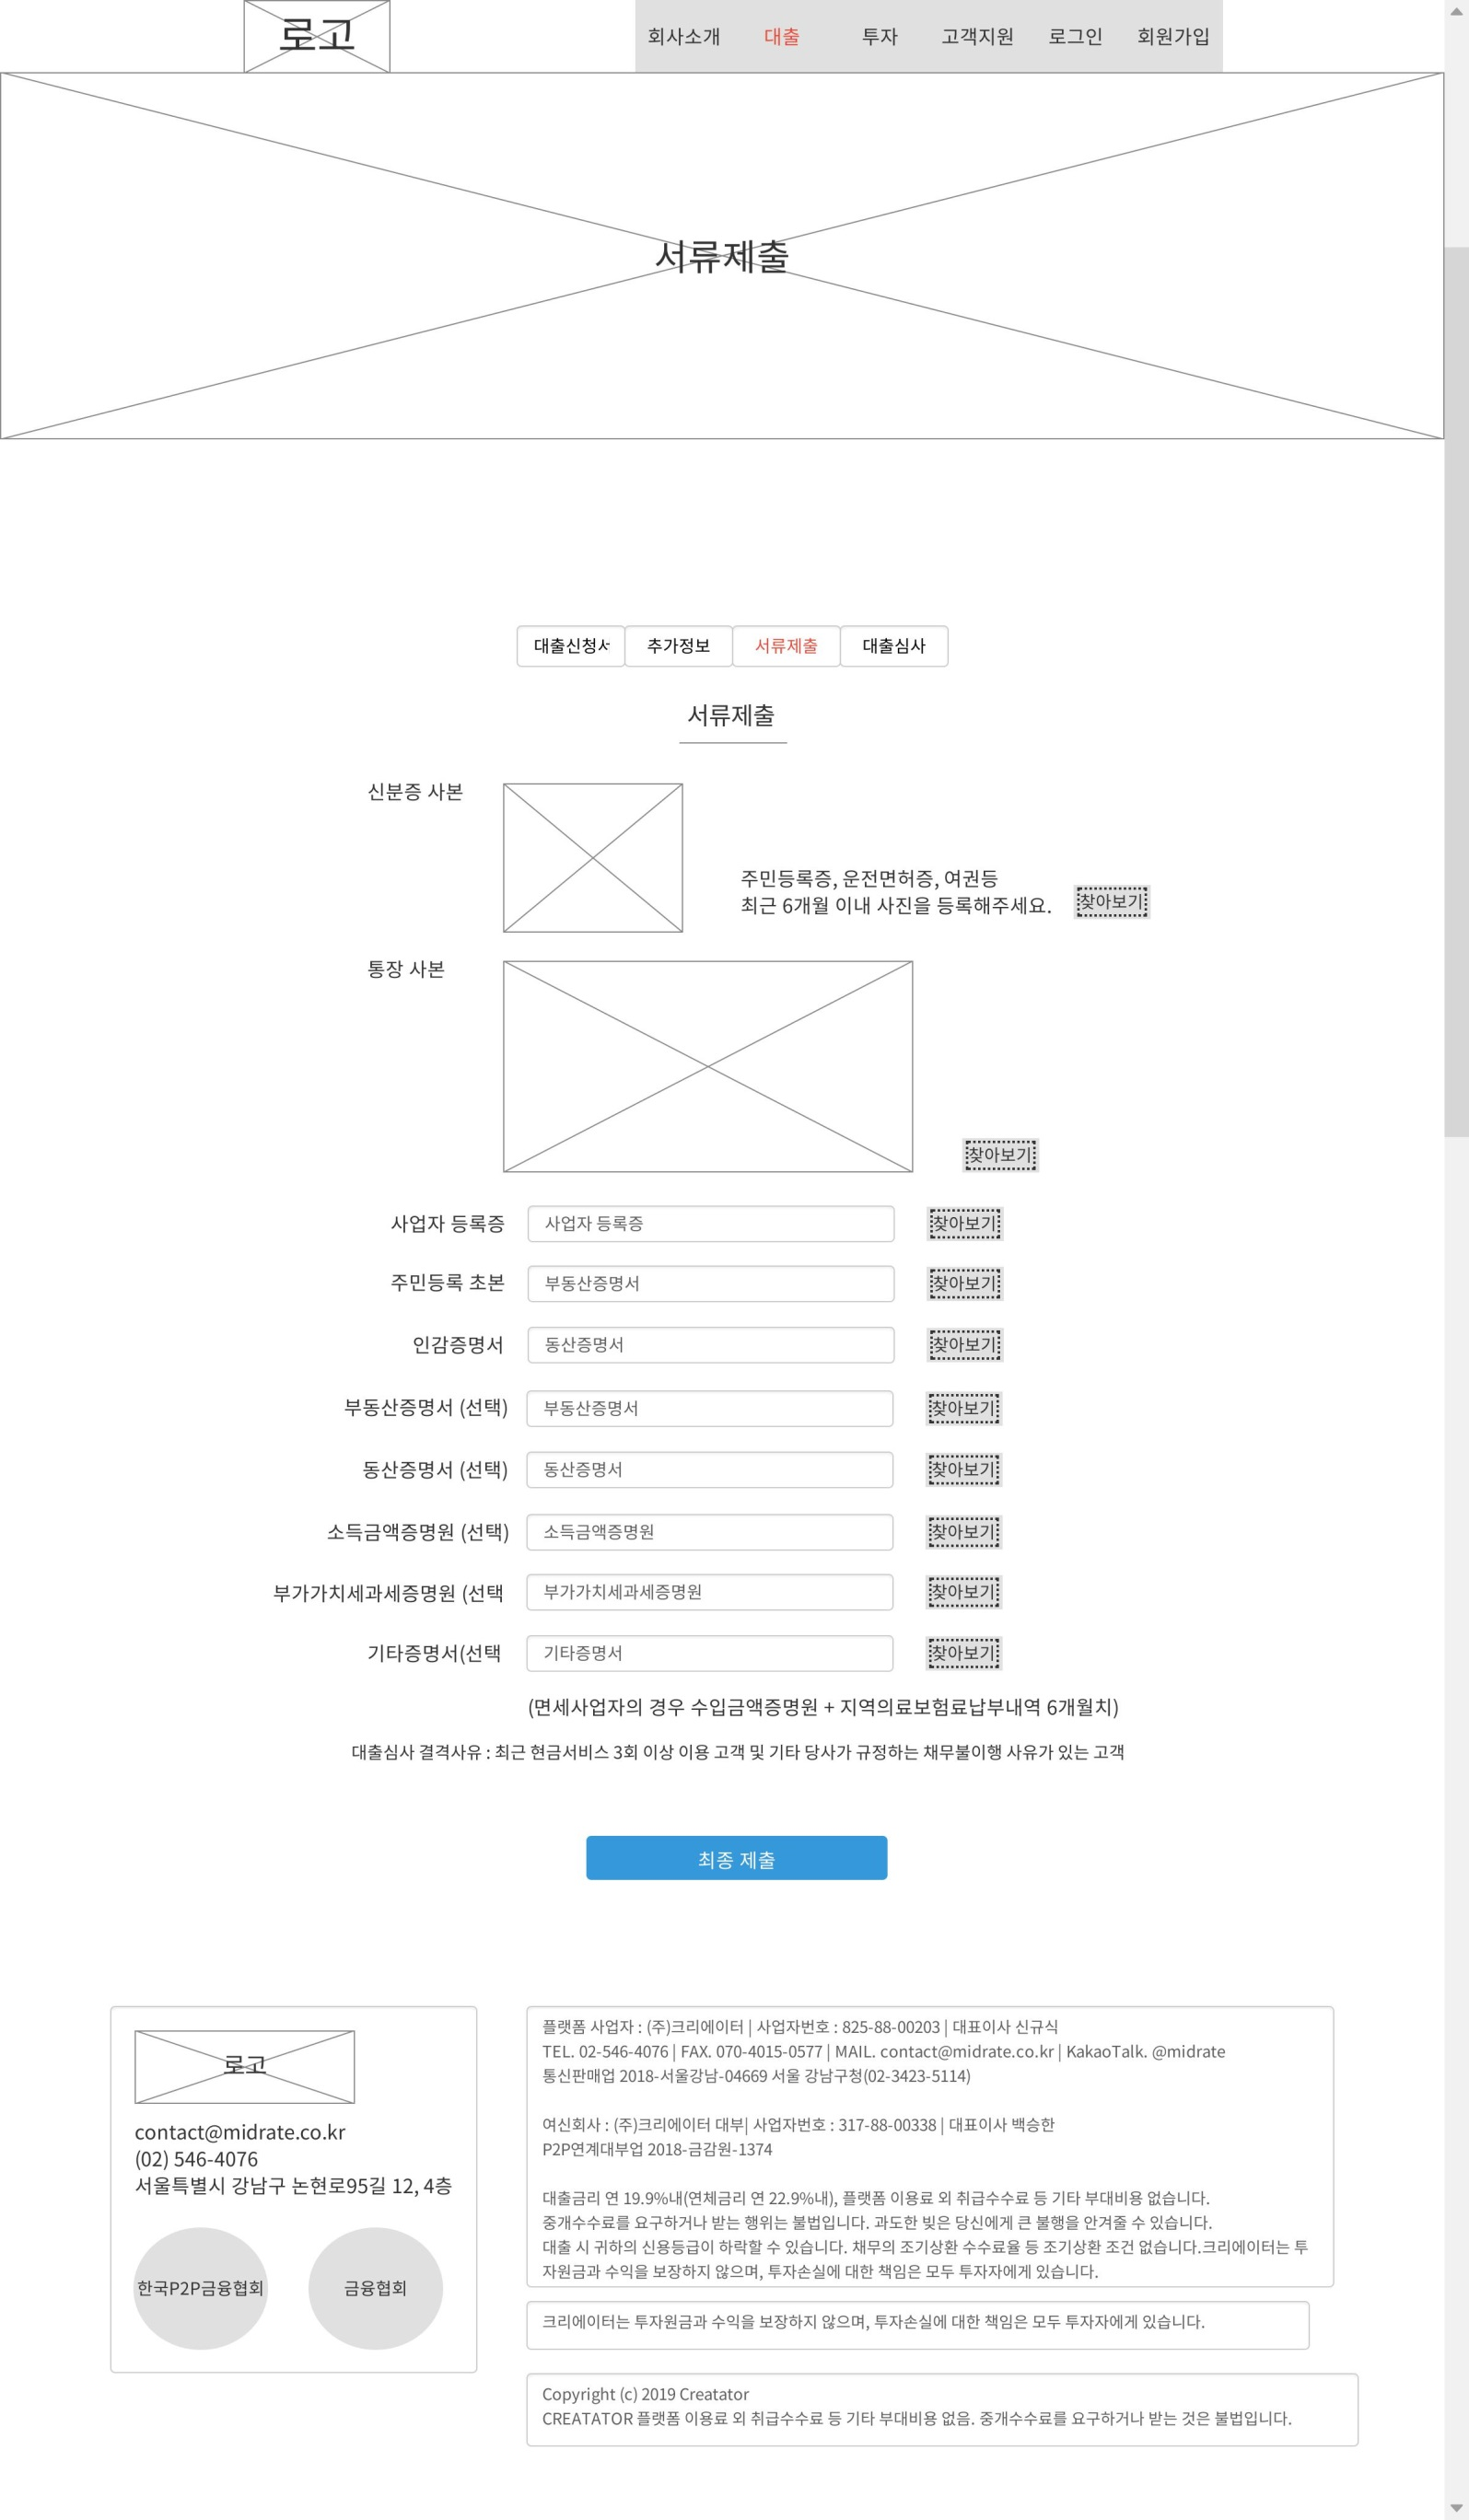 로고
회사소개 대출 투자 고객지원 로그인 회원가입
서류제출
대출신청서 추가정보 서류제출 대출심사
서류제출
신분증 사본
주민등록증, 운전면허증, 여권등
최근 6개월 이내 사진을 등록해주세요. 찾아보기
통장 사본
찾아보기
사업자 등록증 사업자 등록증 찾아보기
주민등록 초본 부동산증명서 찾아보기
인감증명서 동산증명서 찾아보기
부동산증명서 (선택) 부동산증명서 찾아보기
동산증명서 (선택) 동산증명서 찾아보기
소득금액증명원 (선택) 소득금액증명원 찾아보기
부가가치세과세증명원 (선택 부가가치세과세증명원 찾아보기
기타증명서(선택 기타증명서 찾아보기
(면세사업자의 경우 수입금액증명원 + 지역의료보험료납부내역 6개월치)
대출심사 결격사유 : 최근 현금서비스 3회 이상 이용 고객 및 기타 당사가 규정하는 채무불이행 사유가 있는 고객
최종 제출
로고
contact@midrate.co.kr
(02) 546-4076
서울특별시 강남구 논현로95길 12, 4층
한국P2P금융협회 금융협회
플랫폼 사업자 : (주)크리에이터 | 사업자번호 : 825-88-00203 | 대표이사 신규식
TEL. 02-546-4076 | FAX. 070-4015-0577 | MAIL. contact@midrate.co.kr | KakaoTalk. @midrate
통신판매업 2018-서울강남-04669 서울 강남구청(02-3423-5114)
여신회사 : (주)크리에이터 대부| 사업자번호 : 317-88-00338 | 대표이사 백승한
P2P연계대부업 2018-금감원-1374
대출금리 연 19.9%내(연체금리 연 22.9%내), 플랫폼 이용료 외 취급수수료 등 기타 부대비용 없습니다.
중개수수료를 요구하거나 받는 행위는 불법입니다. 과도한 빚은 당신에게 큰 불행을 안겨줄 수 있습니다.
대출 시 귀하의 신용등급이 하락할 수 있습니다. 채무의 조기상환 수수료율 등 조기상환 조건 없습니다.크리에이터는 투
자원금과 수익을 보장하지 않으며, 투자손실에 대한 책임은 모두 투자자에게 있습니다.
크리에이터는 투자원금과 수익을 보장하지 않으며, 투자손실에 대한 책임은 모두 투자자에게 있습니다.
Copyright (c) 2019 Creatator
CREATATOR 플랫폼 이용료 외 취급수수료 등 기타 부대비용 없음. 중개수수료를 요구하거나 받는 것은 불법입니다.